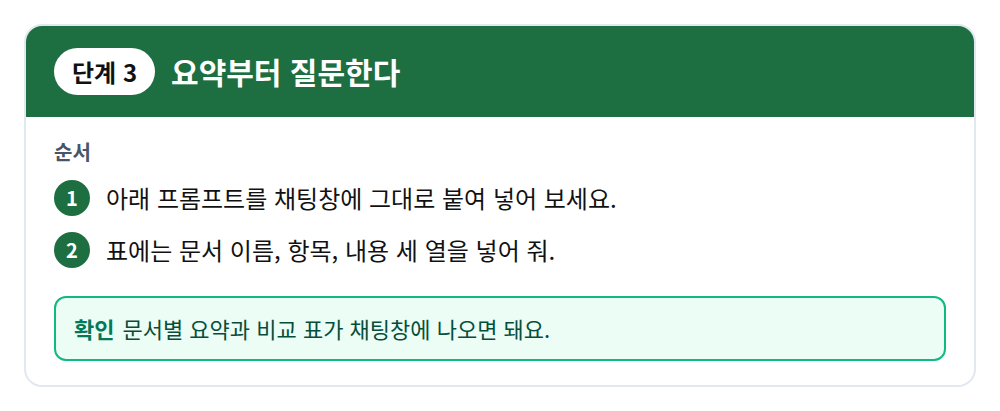 단계 3 요약부터 질문한다
순서
1 아래 프롬프트를 채팅창에 그대로 붙여 넣어 보세요.
2 표에는 문서 이름, 항목, 내용 세 열을 넣어 줘.
확인 문서별 요약과 비교 표가 채팅창에 나오면 돼요.